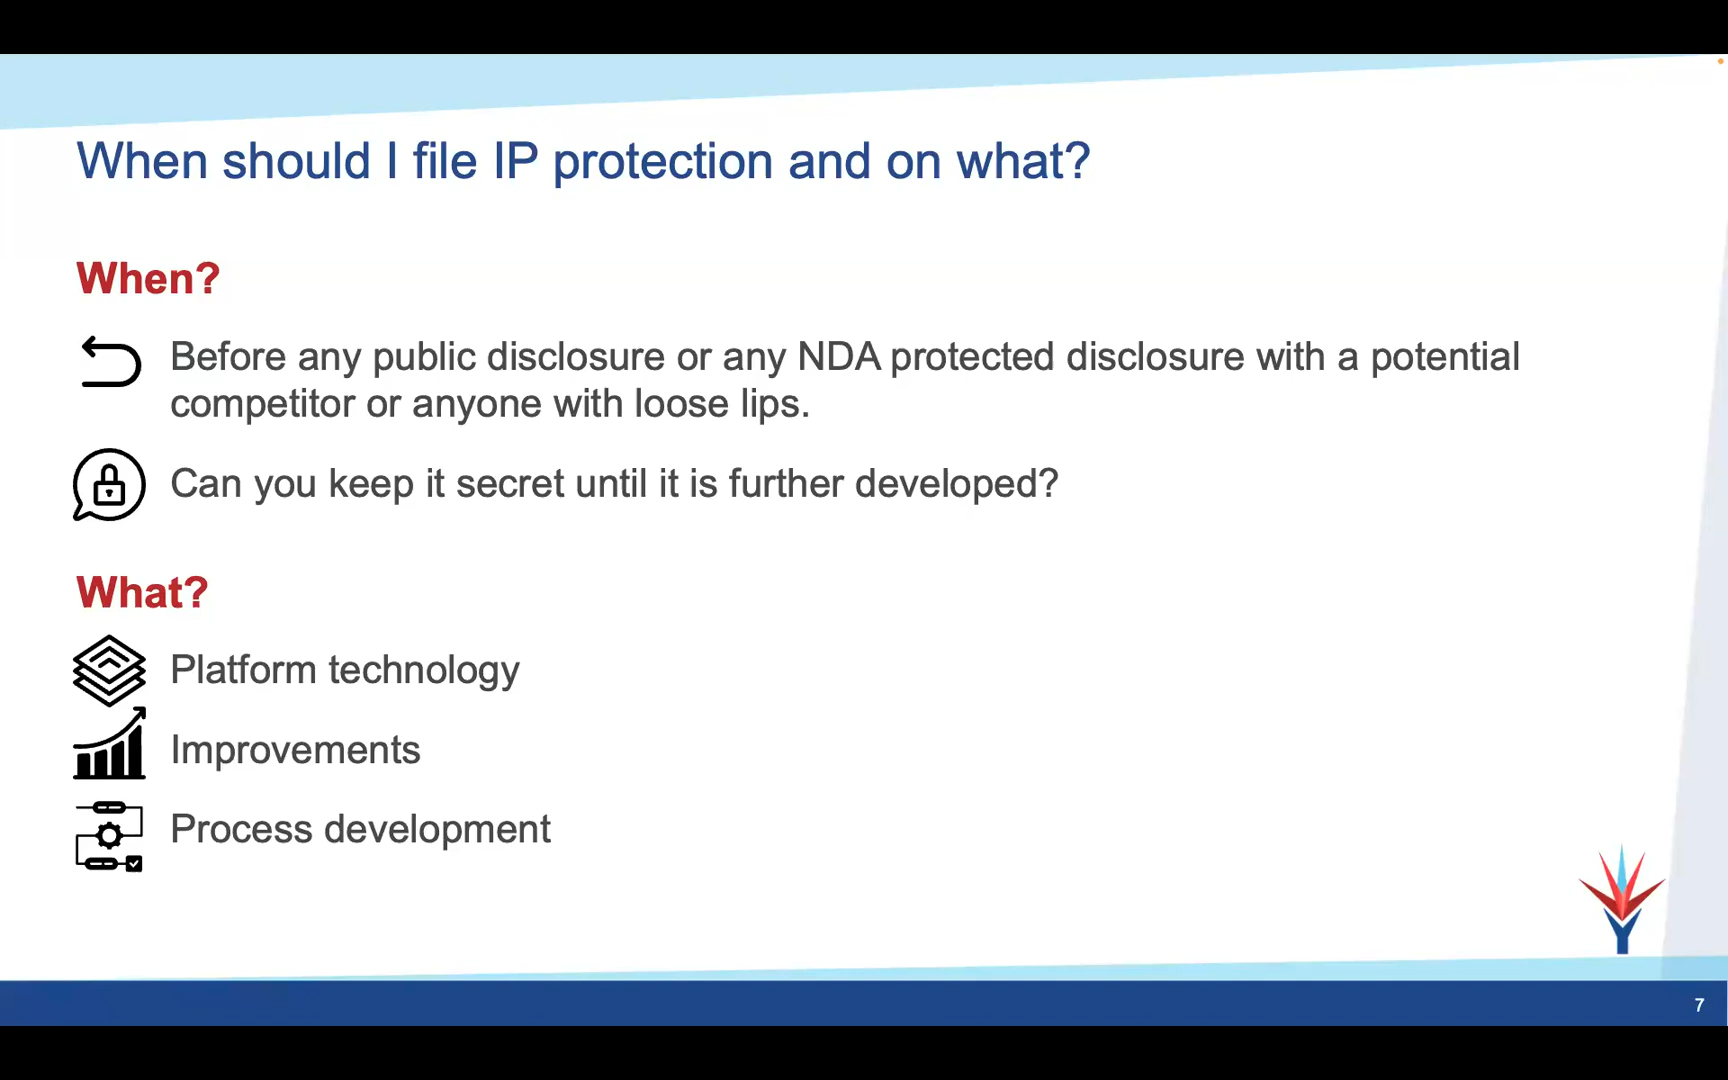 When should I file IP protection and on what?
When?
Before any public disclosure or any NDA protected disclosure with a potential
competitor or anyone with loose lips.
Can you keep it secret until it is further developed?
What?
Platform technology
Improvements
Process development
7